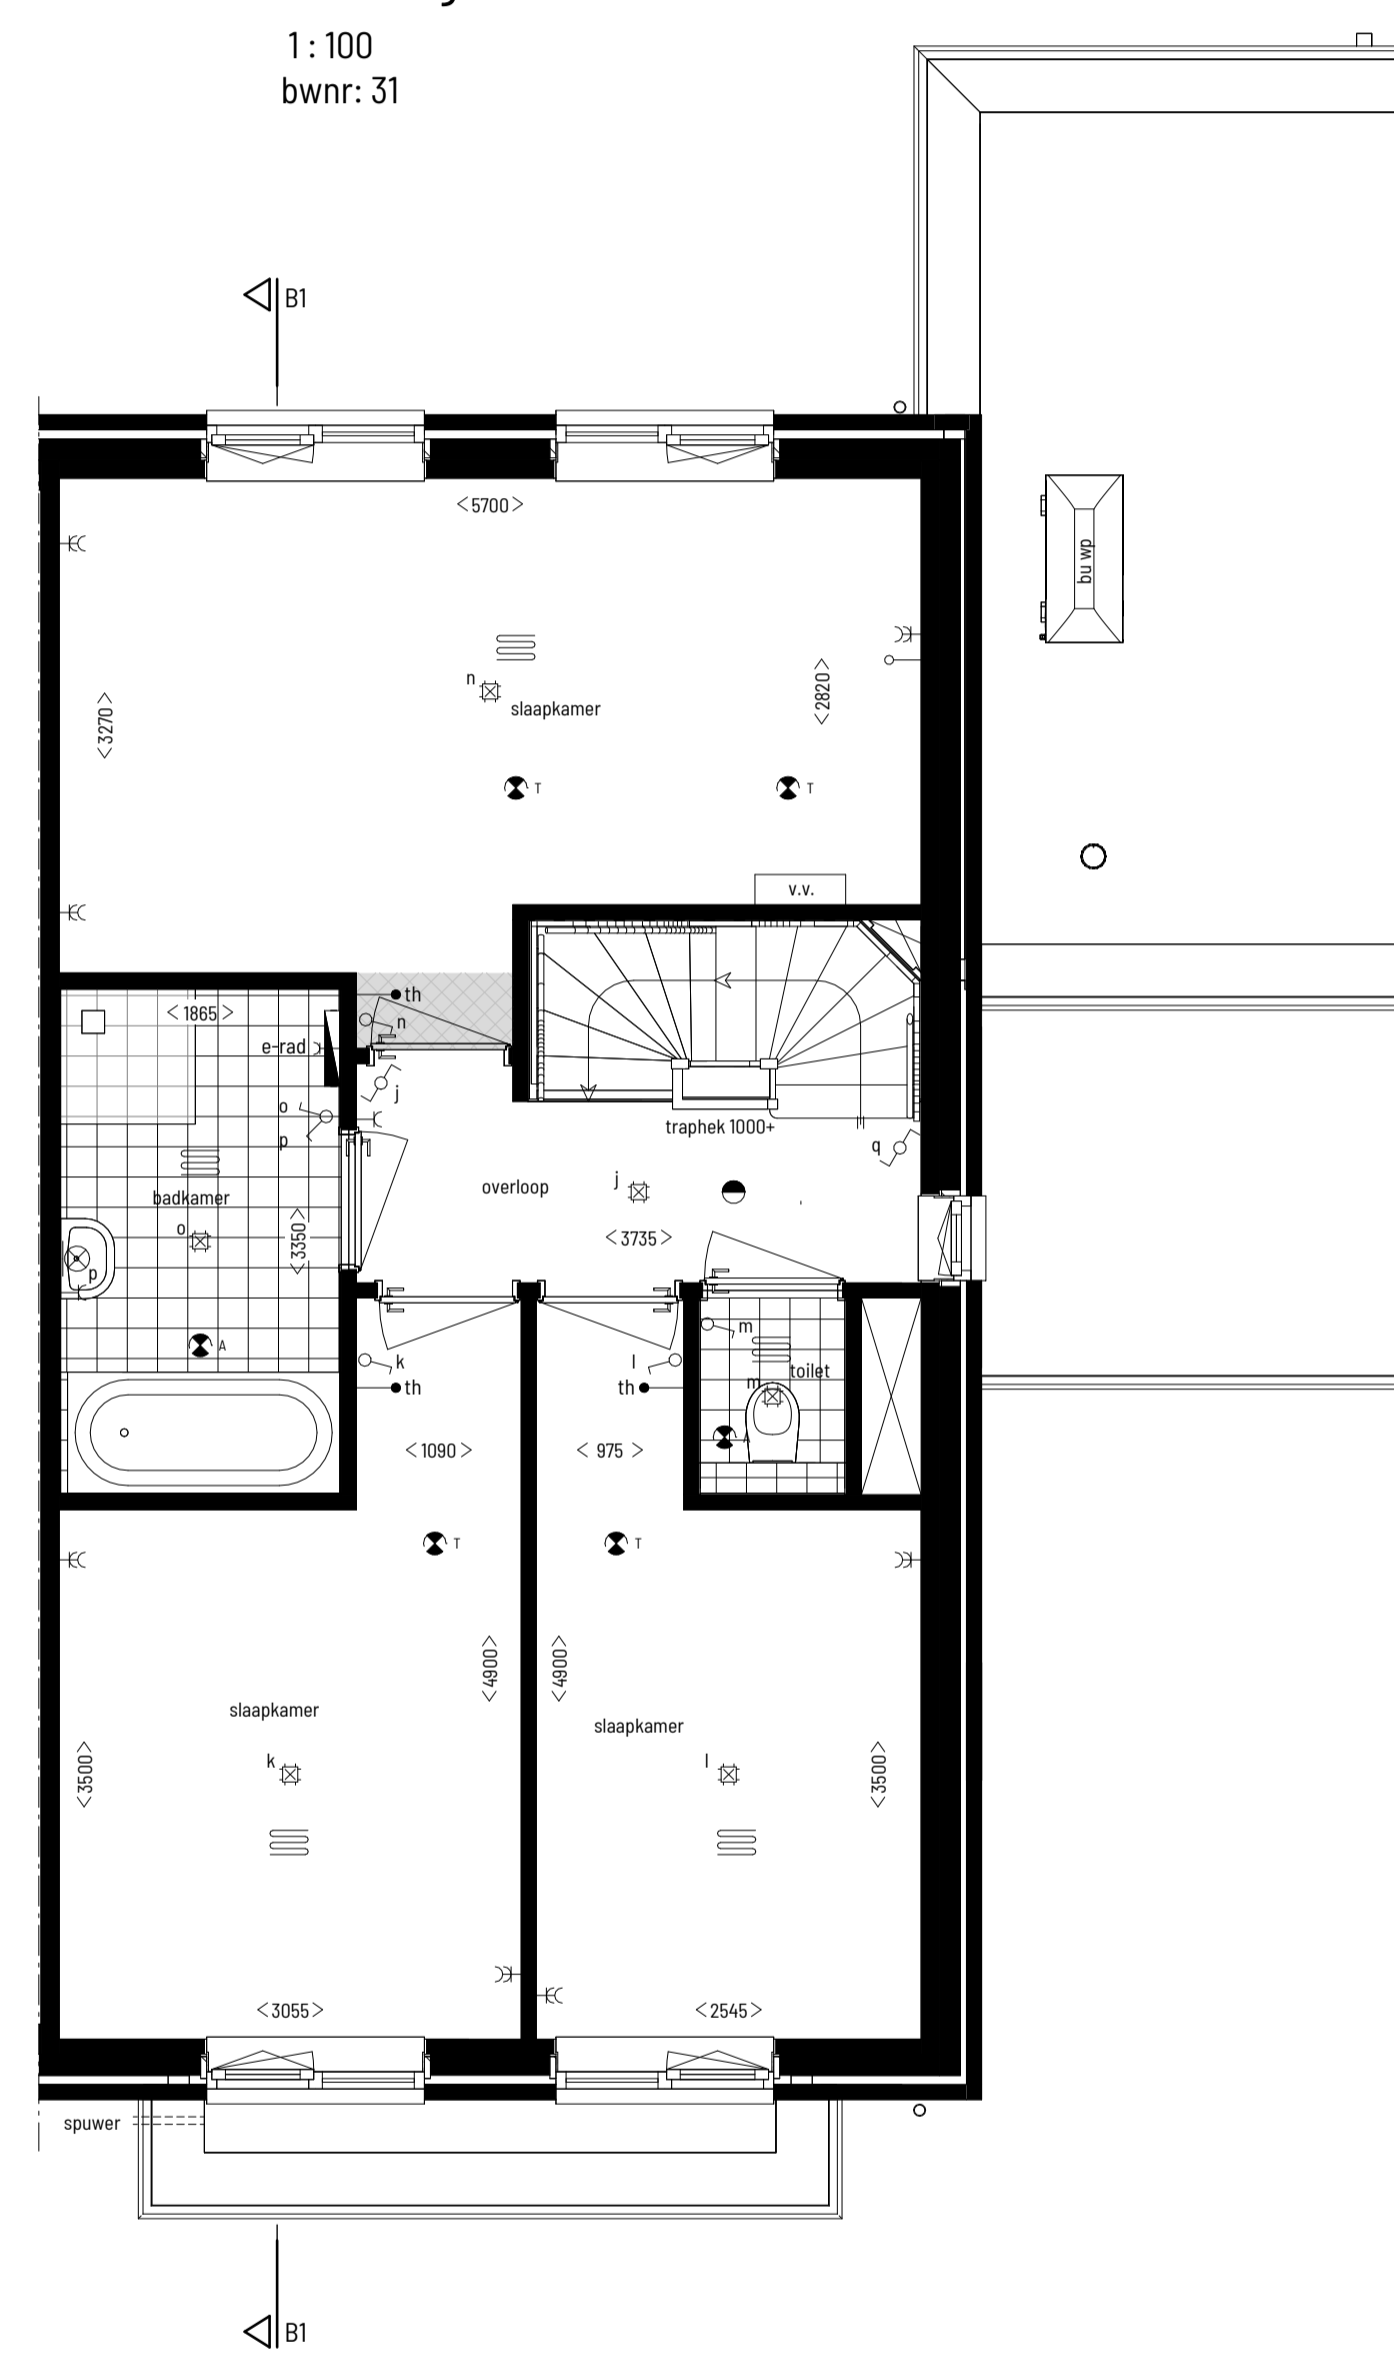 1 : 100
bwnr: 31
B1
<5700>
bu wp
n
slaapkamer
<3270>
<2820>
T
T
v.v.
th
n
<1865>
e-rad
j
o
p
traphek 1000+
q
badkamer
overloop
j
o
<3350>
<3735>
p
A
k
th
l
th
m
toilet
m
A
<1090>
<975>
T
T
<4900>
<4900>
slaapkamer
slaapkamer
k
l
<3500>
<3500>
<3055>
<2545>
spuwer
B1